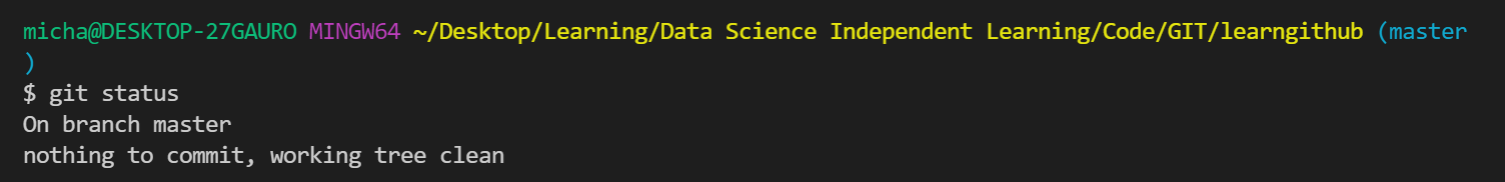 micha@DESKTOP-27GAURO MINGW64 ~/Desktop/Learning/Data Science Independent Learning/Code/GIT/learngithub (master
)
$ git status
On branch master
nothing to commit, working tree clean